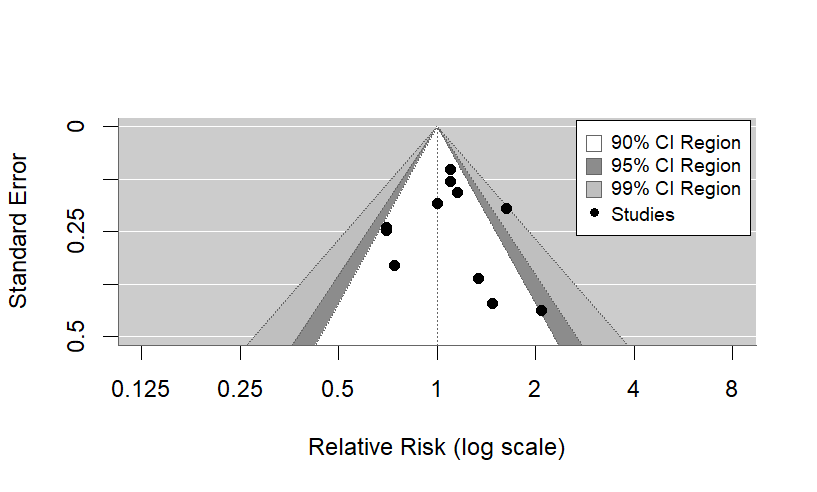 90% CI Region
95% CI Region
99% CI Region
Studies
Standard Error
0
0.25
0.5
0.125 0.25 0.5 1 2 4 8
Relative Risk (log scale)